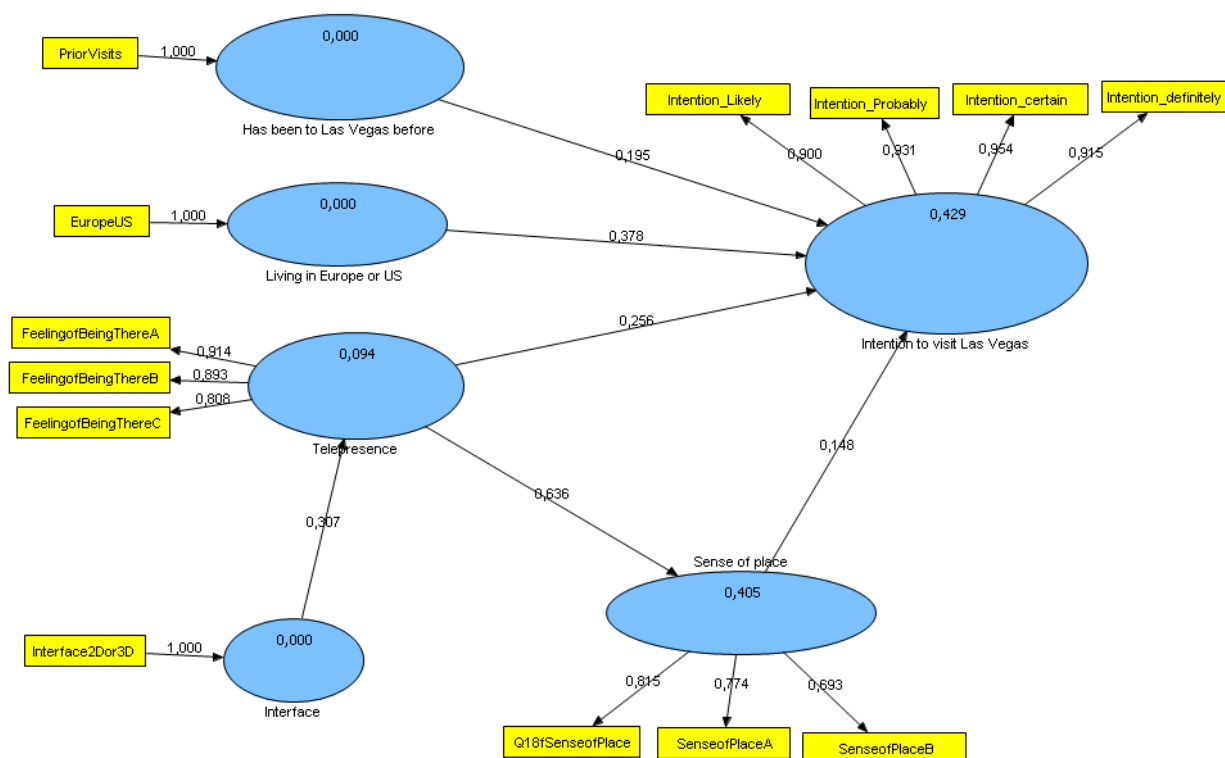 0,000
PriorVisits
1,000
Has been to Las Vegas before
Intention_Likely
Intention_Probably
Intention_certain
Intention_definitely
0,900
0,931
0,954
0,915
0,195
0,000
EuropeUS
1,000
Living in Europe or US
0,378
0,429
Intention to visit Las Vegas
FeelingofBeingThereA
0,914
FeelingofBeingThereB
0,893
FeelingofBeingThereC
0,808
0,094
Telepresence
0,256
0,148
0,636
0,307
Sense of place
0,405
Interface2Dor3D
1,000
0,000
Interface
0,815
0,774
0,693
Q18fSenseofPlace
SenseofPlaceA
SenseofPlaceB